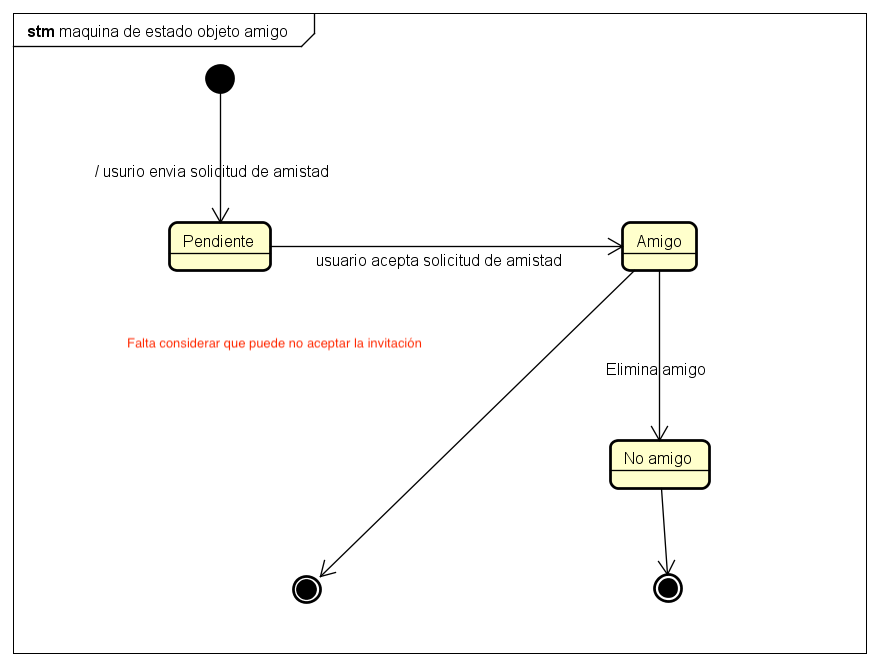 stm maquina de estado objeto amigo
/ usurio envia solicitud de amistad
Pendiente
Amigo
usuario acepta solicitud de amistad
Falta considerar que puede no aceptar la invitación
Elimina amigo
No amigo